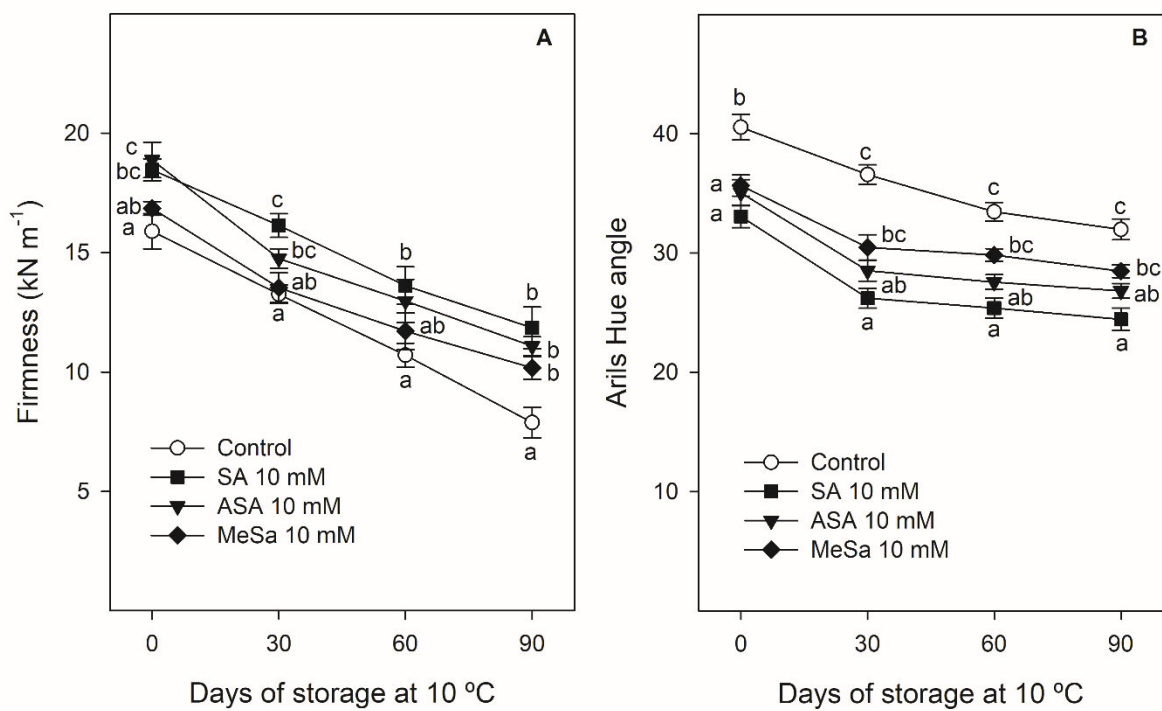 A
Firmness (kN m⁻¹)
20
15
10
5
c
bc
ab
a
c
bc
ab
a
b
ab
a
b
b
b
a
Control
SA 10 mM
ASA 10 mM
MeSa 10 mM
0 30 60 90
Days of storage at 10 ºC
B
Arils Hue angle
40
30
20
10
b
a
a
c
bc
ab
a
c
bc
ab
a
c
bc
ab
a
Control
SA 10 mM
ASA 10 mM
MeSa 10 mM
0 30 60 90
Days of storage at 10 ºC